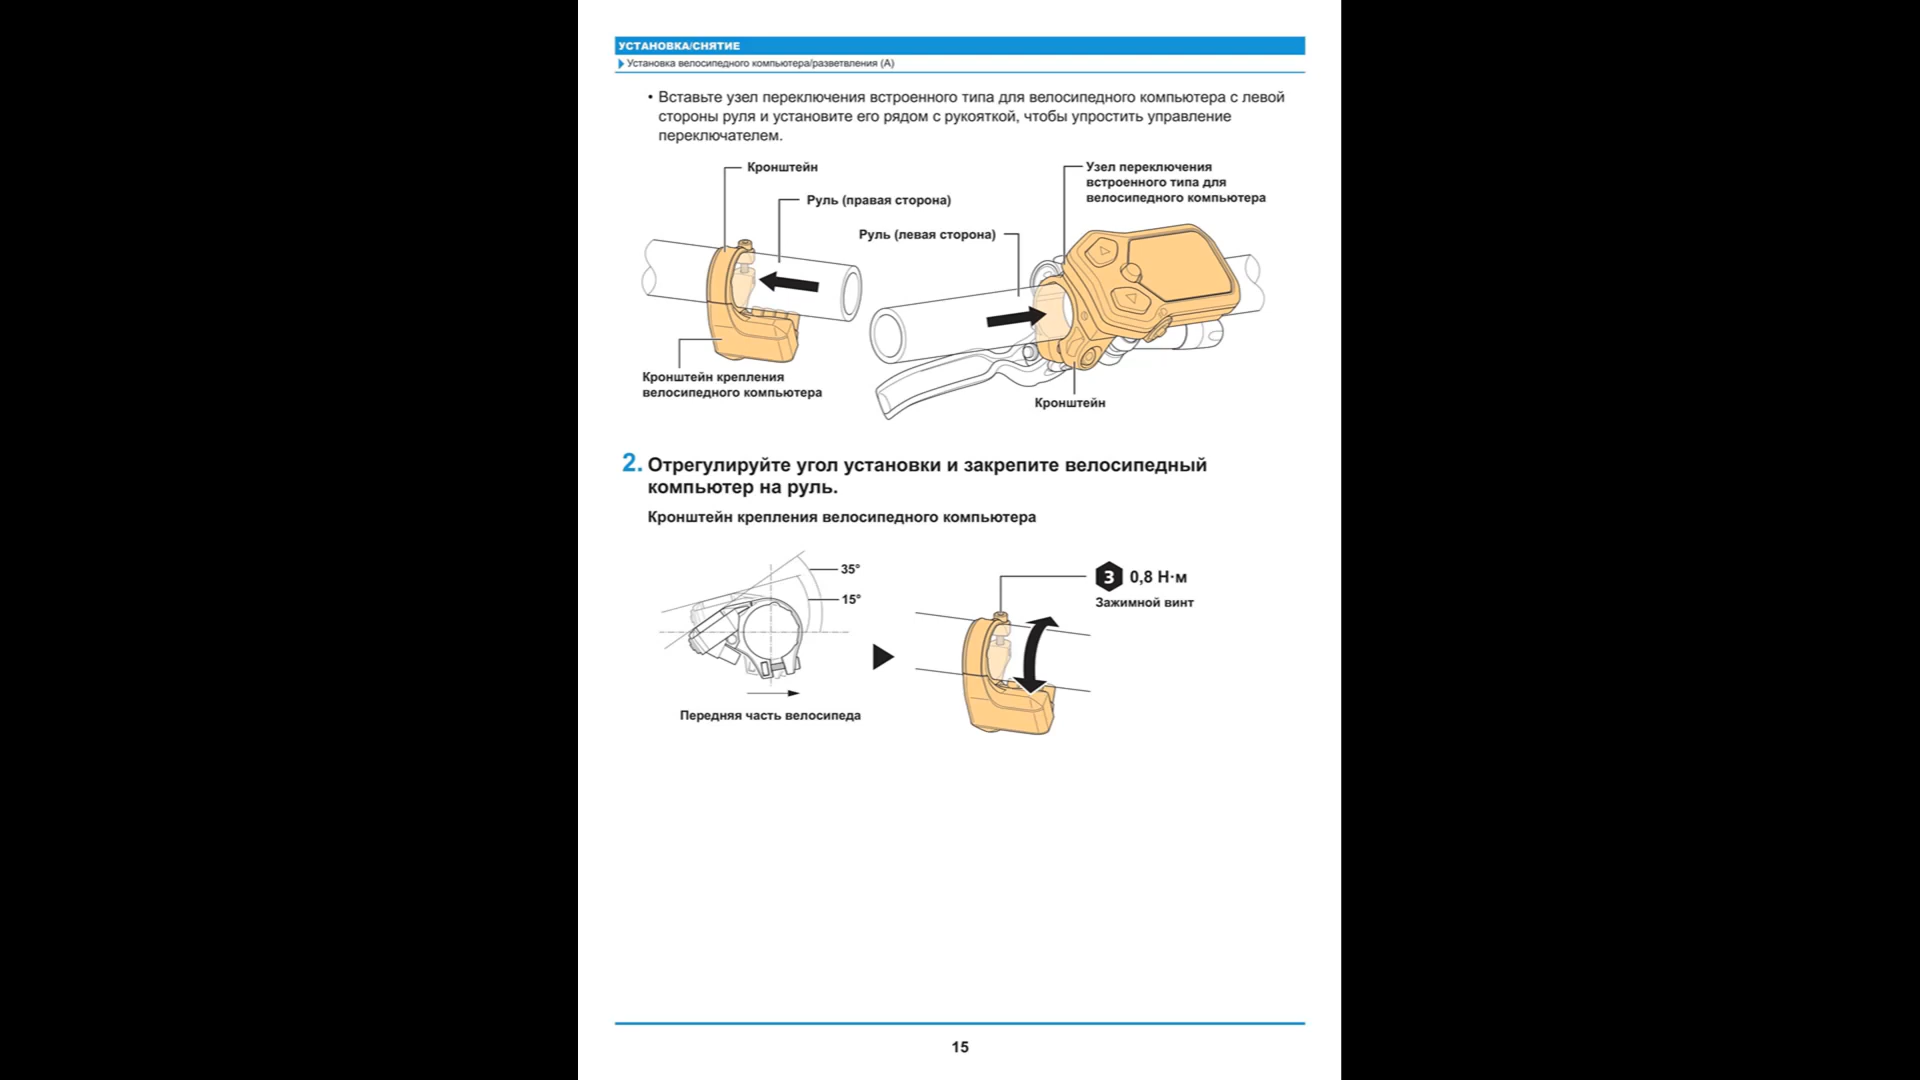 УСТАНОВКА/СНЯТИЕ
Установка велосипедного компьютера/разветвления (A)
• Вставьте узел переключения встроенного типа для велосипедного компьютера с левой
стороны руля и установите его рядом с рукояткой, чтобы упростить управление
переключателем.
Кронштейн
Руль (правая сторона)
Руль (левая сторона)
Узел переключения
встроенного типа для
велосипедного компьютера
Кронштейн крепления
велосипедного компьютера
Кронштейн
2. Отрегулируйте угол установки и закрепите велосипедный
компьютер на руль.
Кронштейн крепления велосипедного компьютера
35°
15°
Передняя часть велосипеда
3 0,8 Н·м
Зажимной винт
15